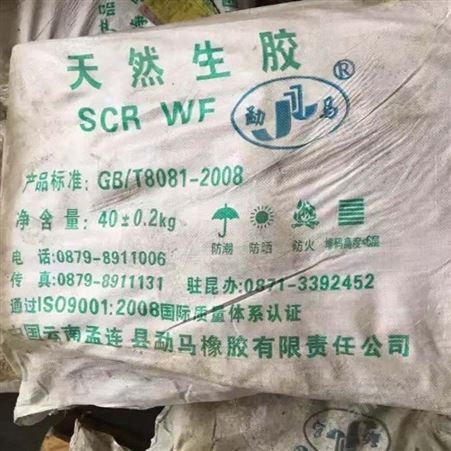 天然生胶
SCR WF
勐马®
产品标准: GB/T8081-2008
净含量: 40±0.2kg
防潮 防晒 防火 堆码高度
电话:0879-8911006
传真:0879-8911131 驻昆办:0871-3392452
通过ISO9001:2008国际质量体系认证
中国云南孟连县勐马橡胶有限责任公司